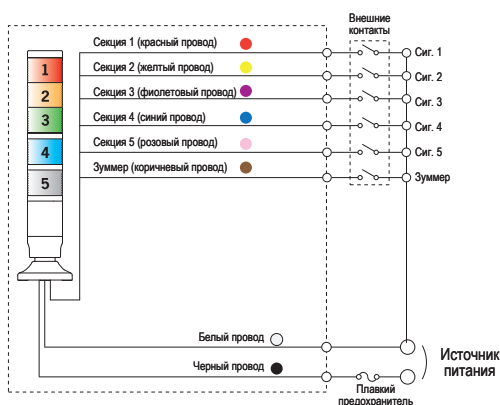 Внешние
контакты
Секция 1 (красный провод)
Сиг. 1
Секция 2 (желтый провод)
Сиг. 2
Секция 3 (фиолетовый провод)
Сиг. 3
Секция 4 (синий провод)
Сиг. 4
Секция 5 (розовый провод)
Сиг. 5
Зуммер (коричневый провод)
Зуммер
1
2
3
4
5
Белый провод
Черный провод
Источник
питания
Плавкий
предохранитель